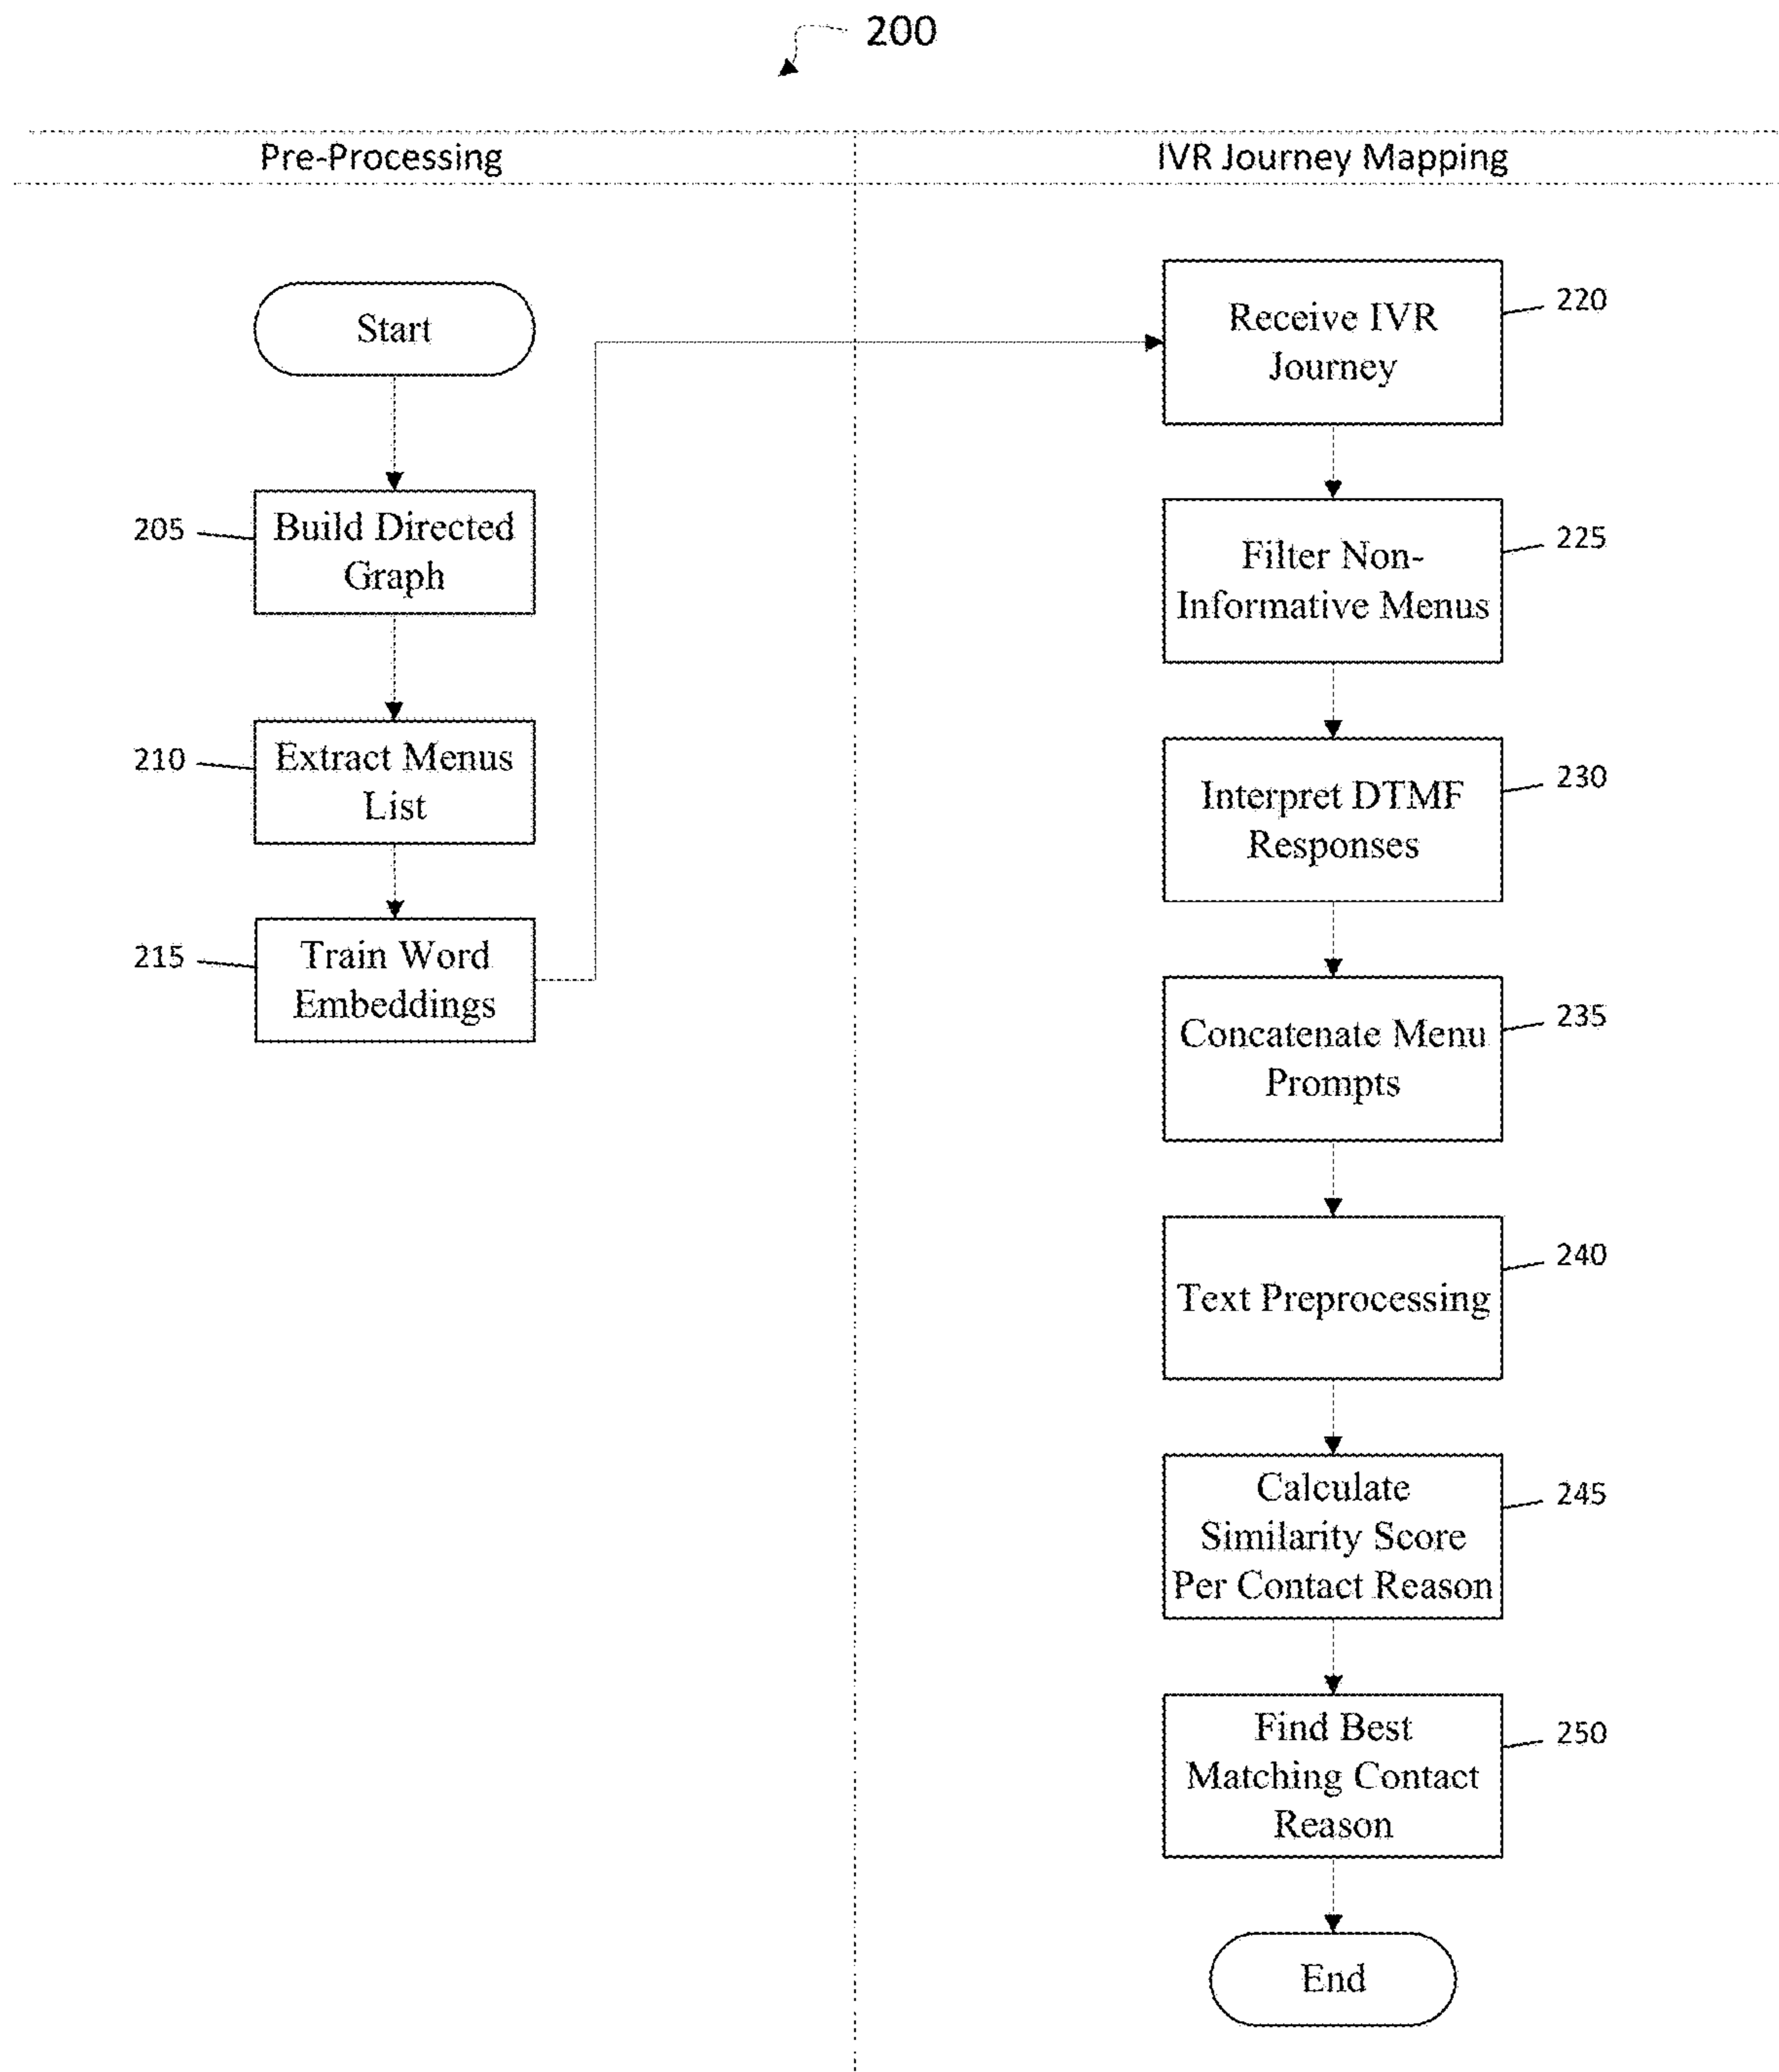 200
Pre-Processing
IVR Journey Mapping
Start
205
Build Directed
Graph
210
Extract Menus
List
215
Train Word
Embeddings
Receive IVR
Journey
220
Filter Non-
Informative Menus
225
Interpret DTMF
Responses
230
Concatenate Menu
Prompts
235
Text Preprocessing
240
Calculate
Similarity Score
Per Contact Reason
245
Find Best
Matching Contact
Reason
250
End